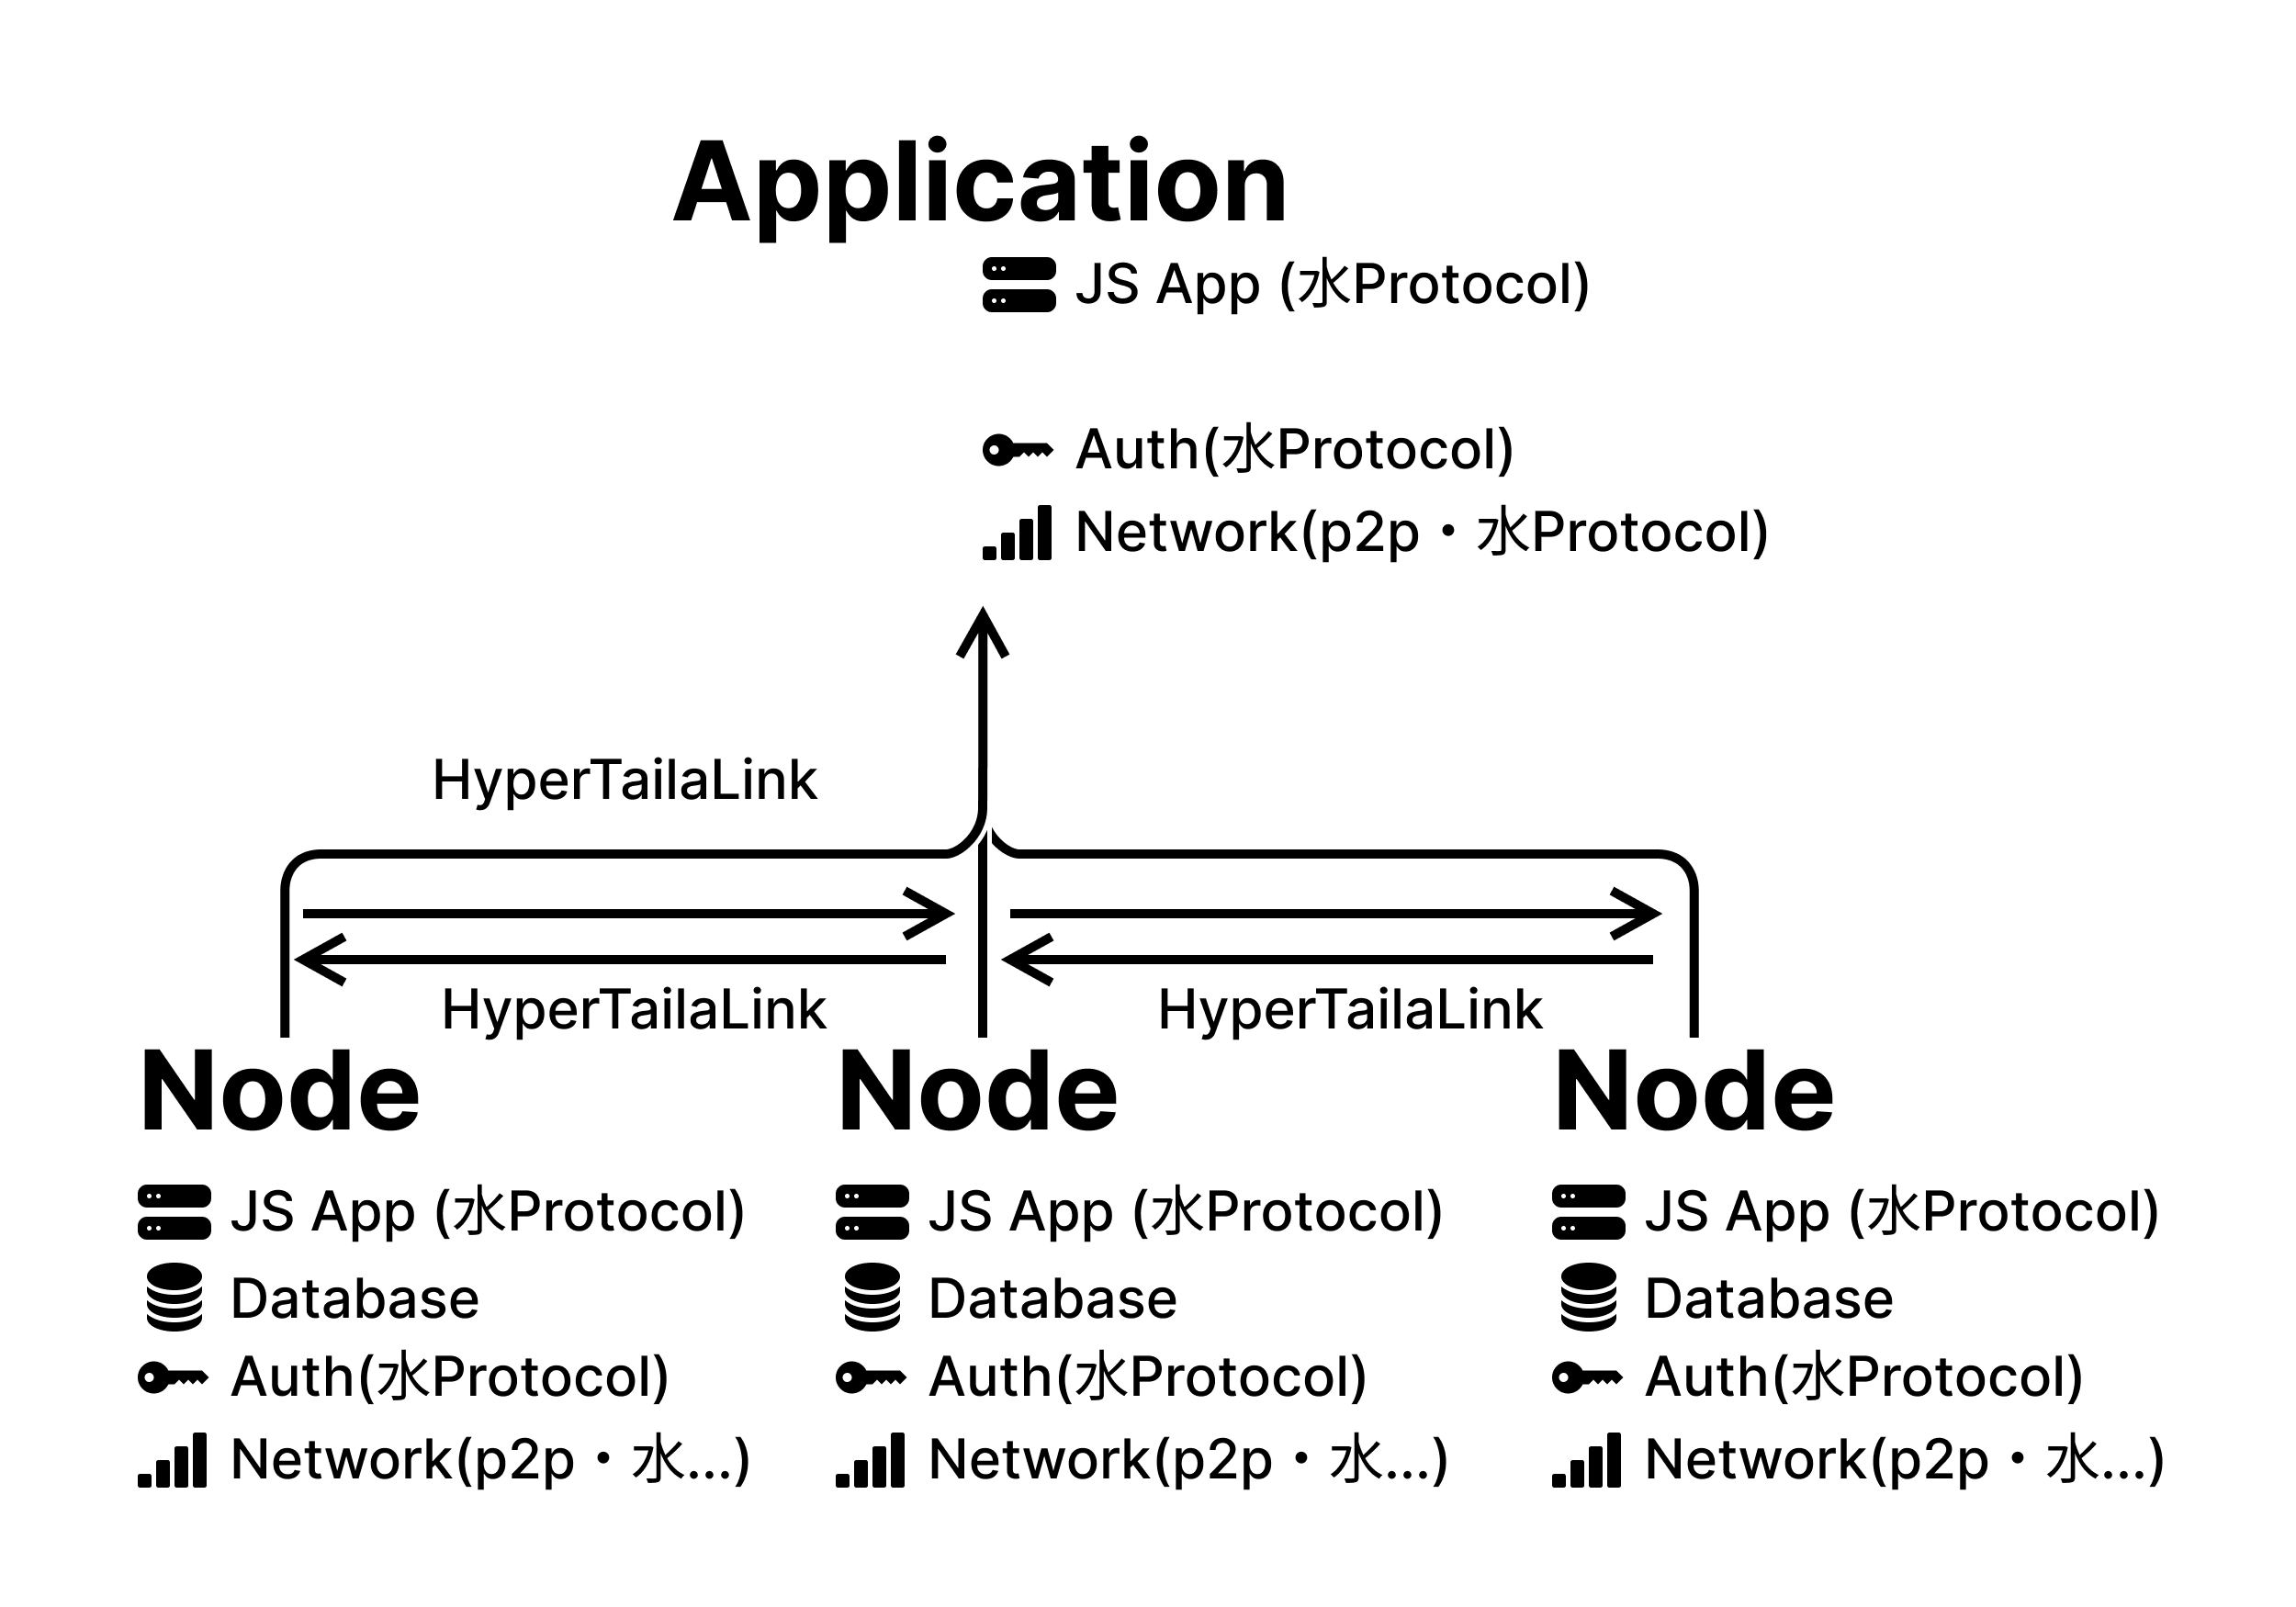 Application
JS App (水Protocol)
Auth(水Protocol)
Network(p2p・水Protocol)
HyperTailaLink
HyperTailaLink
HyperTailaLink
Node
JS App (水Protocol)
Database
Auth(水Protocol)
Network(p2p・水...)
Node
JS App (水Protocol)
Database
Auth(水Protocol)
Network(p2p・水...)
Node
JS App (水Protocol)
Database
Auth(水Protocol)
Network(p2p・水...)